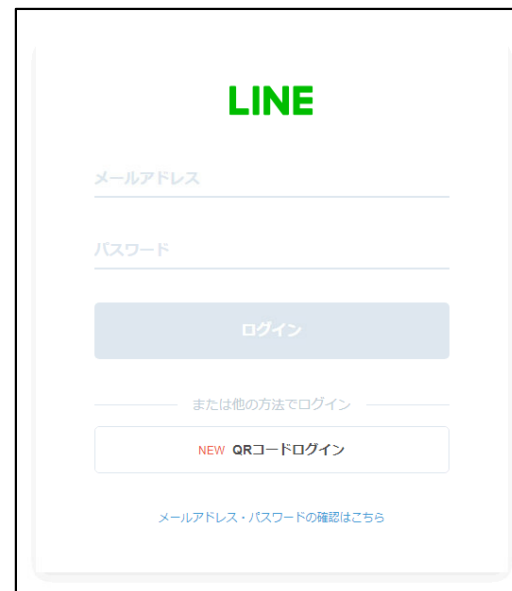 LINE
メールアドレス
パスワード
ログイン
または他の方法でログイン
NEW QRコードログイン
メールアドレス・パスワードの確認はこちら